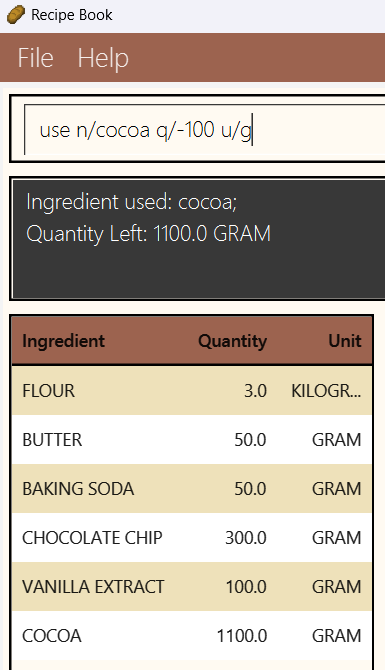 Recipe Book
File Help
use n/cocoa q/-100 u/g
Ingredient used: cocoa;
Quantity Left: 1100.0 GRAM
Ingredient Quantity Unit
FLOUR 3.0 KILOGR...
BUTTER 50.0 GRAM
BAKING SODA 50.0 GRAM
CHOCOLATE CHIP 300.0 GRAM
VANILLA EXTRACT 100.0 GRAM
COCOA 1100.0 GRAM